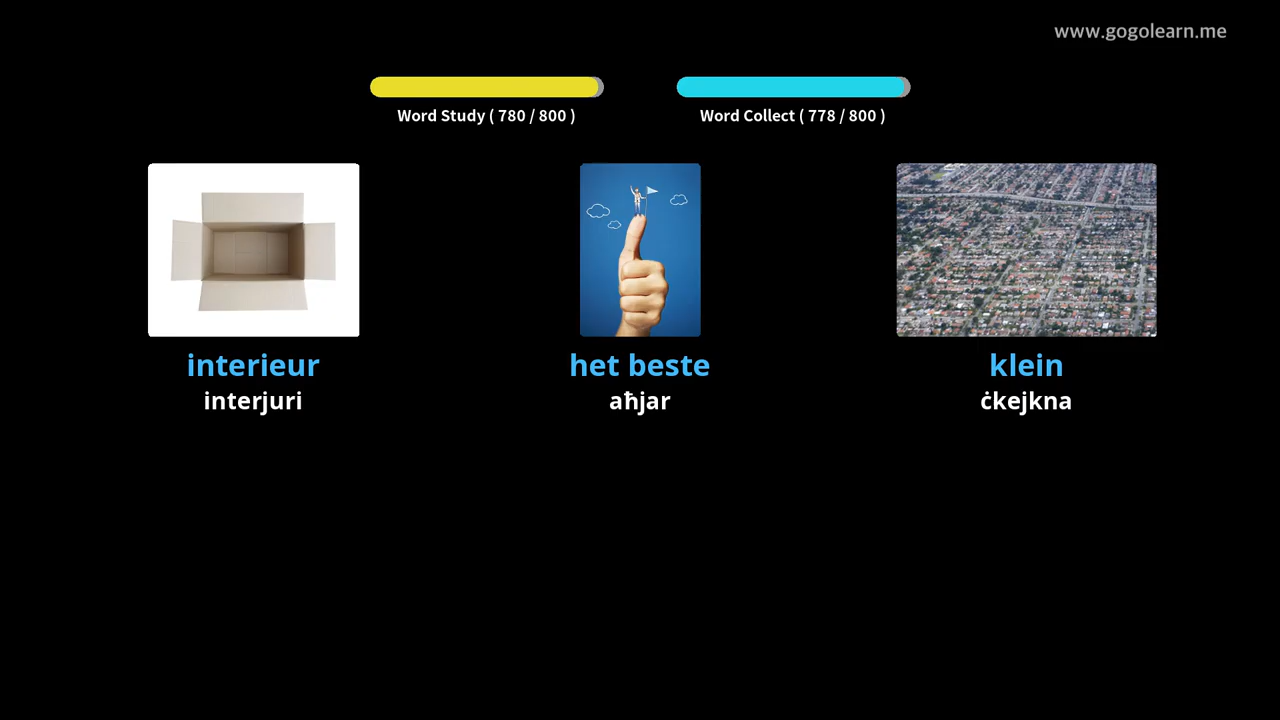 www.gogolearn.me
Word Study ( 780 / 800 )
Word Collect ( 778 / 800 )
interieur
interjuri
het beste
aħjar
klein
ċkejkna